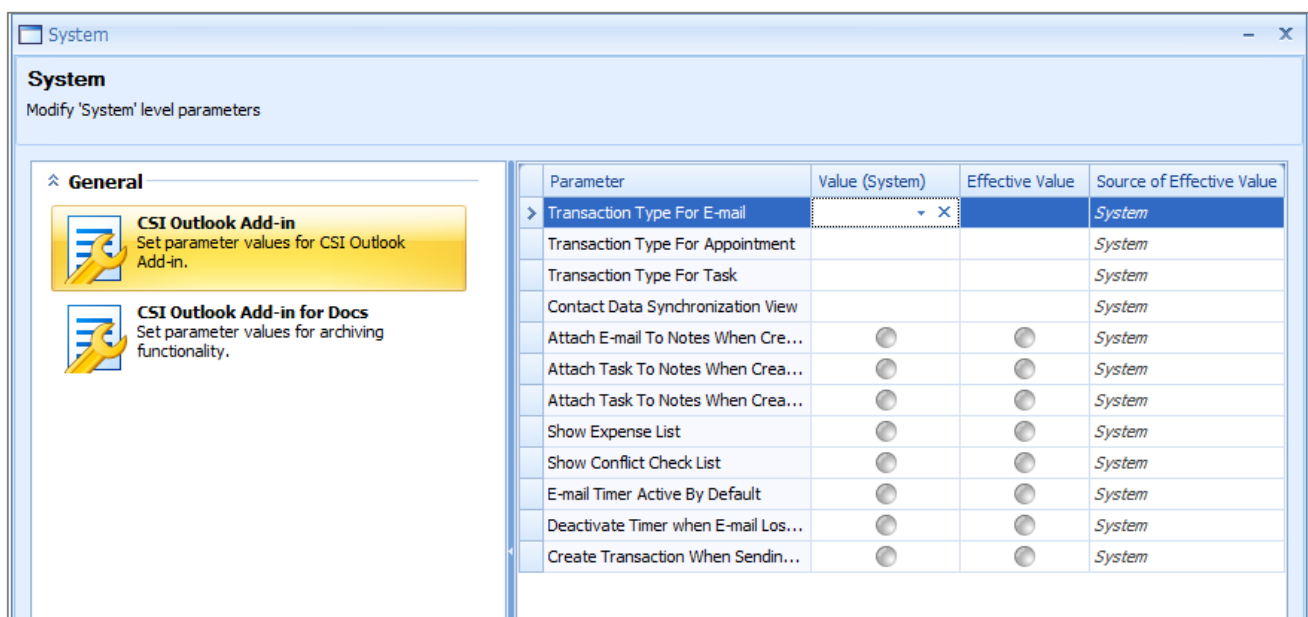 System
System
Modify 'System' level parameters
General
CSI Outlook Add-in
Set parameter values for CSI Outlook
Add-in.
CSI Outlook Add-in for Docs
Set parameter values for archiving
functionality.
Parameter Value (System) Effective Value Source of Effective Value
Transaction Type For E-mail System
Transaction Type For Appointment System
Transaction Type For Task System
Contact Data Synchronization View System
Attach E-mail To Notes When Cre... System
Attach Task To Notes When Crea... System
Attach Task To Notes When Crea... System
Show Expense List System
Show Conflict Check List System
E-mail Timer Active By Default System
Deactivate Timer when E-mail Los... System
Create Transaction When Sendin... System